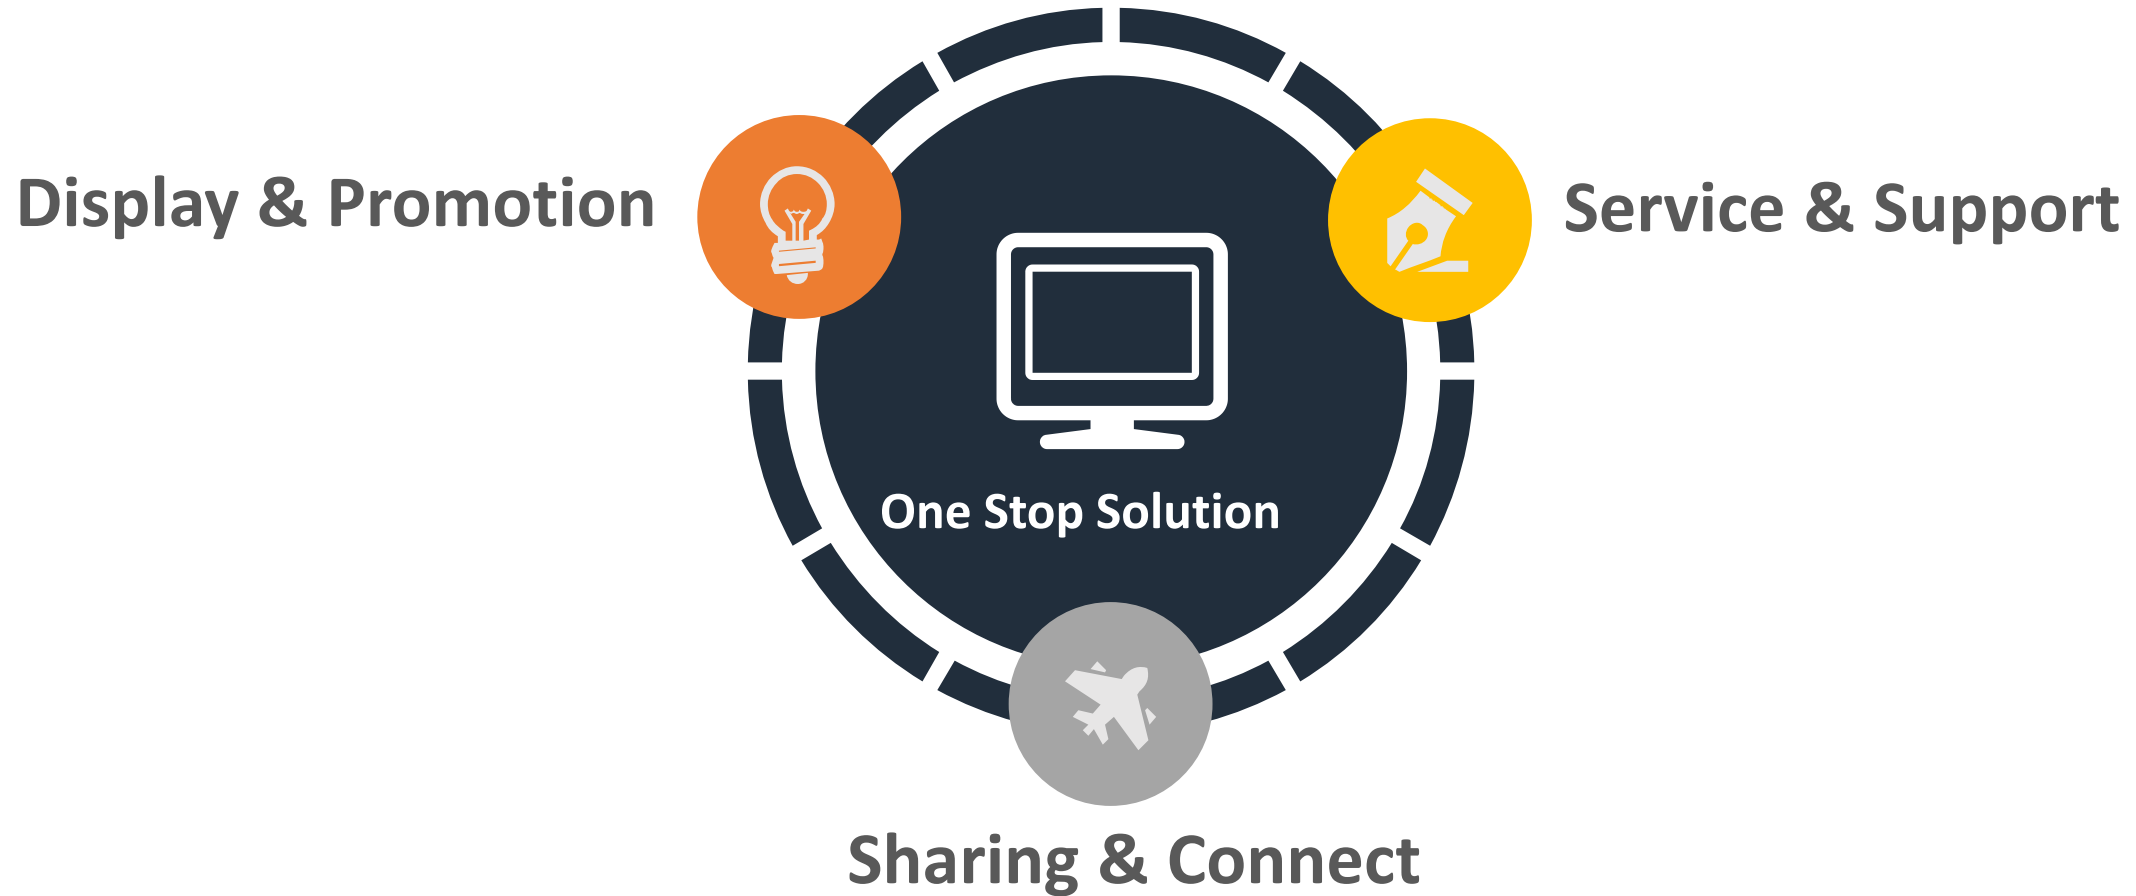 Display & Promotion
Service & Support
One Stop Solution
Sharing & Connect